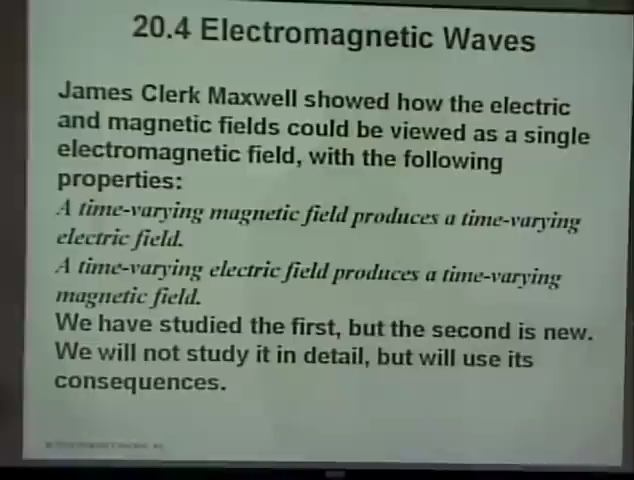 20.4 Electromagnetic Waves
James Clerk Maxwell showed how the electric
and magnetic fields could be viewed as a single
electromagnetic field, with the following
properties:
A time-varying magnetic field produces a time-varying
electric field.
A time-varying electric field produces a time-varying
magnetic field.
We have studied the first, but the second is new.
We will not study it in detail, but will use its
consequences.